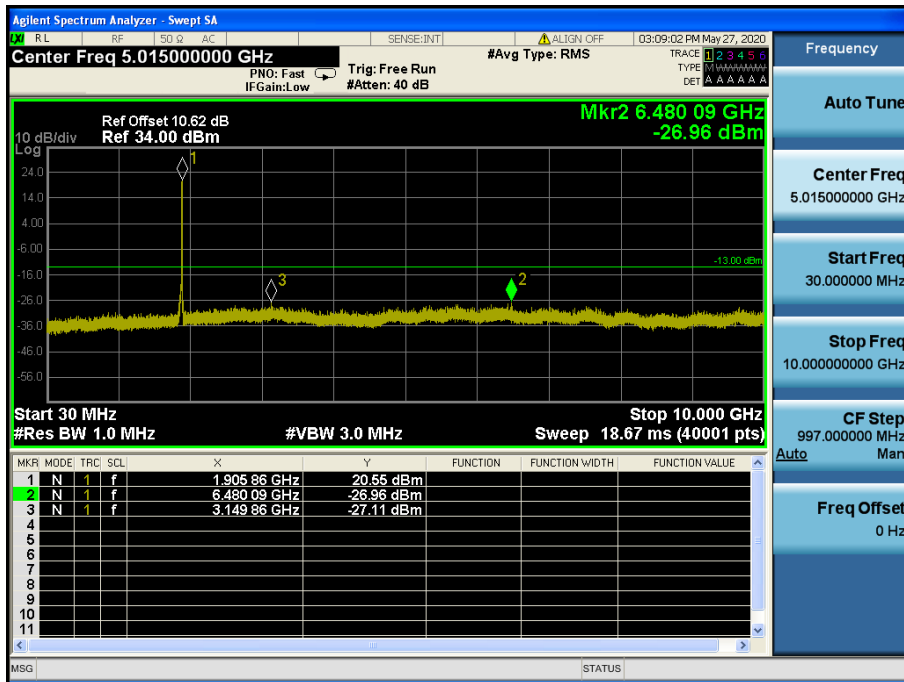 Agilent Spectrum Analyzer - Swept SA
LXI RL RF 50 Ω AC SENSE:INT ALIGN OFF 03:09:02 PM May 27, 2020
Center Freq 5.015000000 GHz
PNO: Fast
IFGain:Low
Trig: Free Run
#Atten: 40 dB
#Avg Type: RMS
TRACE 1 2 3 4 5 6
TYPE M W W W W W
DET A A A A A A
Mkr2 6.480 09 GHz
-26.96 dBm
Ref Offset 10.62 dB
10 dB/div Ref 34.00 dBm
Log
24.0
14.0
4.00
-6.00
-16.0
-26.0
-36.0
-46.0
-56.0
1
3
2
-13.00 dBm
Start 30 MHz Stop 10.000 GHz
#Res BW 1.0 MHz #VBW 3.0 MHz Sweep 18.67 ms (40001 pts)
MKR MODE TRC SCL X Y FUNCTION FUNCTION WIDTH FUNCTION VALUE
1 N 1 f 1.905 86 GHz 20.55 dBm
2 N 1 f 6.480 09 GHz -26.96 dBm
3 N 1 f 3.149 86 GHz -27.11 dBm
4
5
6
7
8
9
10
11
MSG STATUS
Frequency
Auto Tune
Center Freq
5.015000000 GHz
Start Freq
30.000000 MHz
Stop Freq
10.000000000 GHz
CF Step
997.000000 MHz
Auto Man
Freq Offset
0 Hz